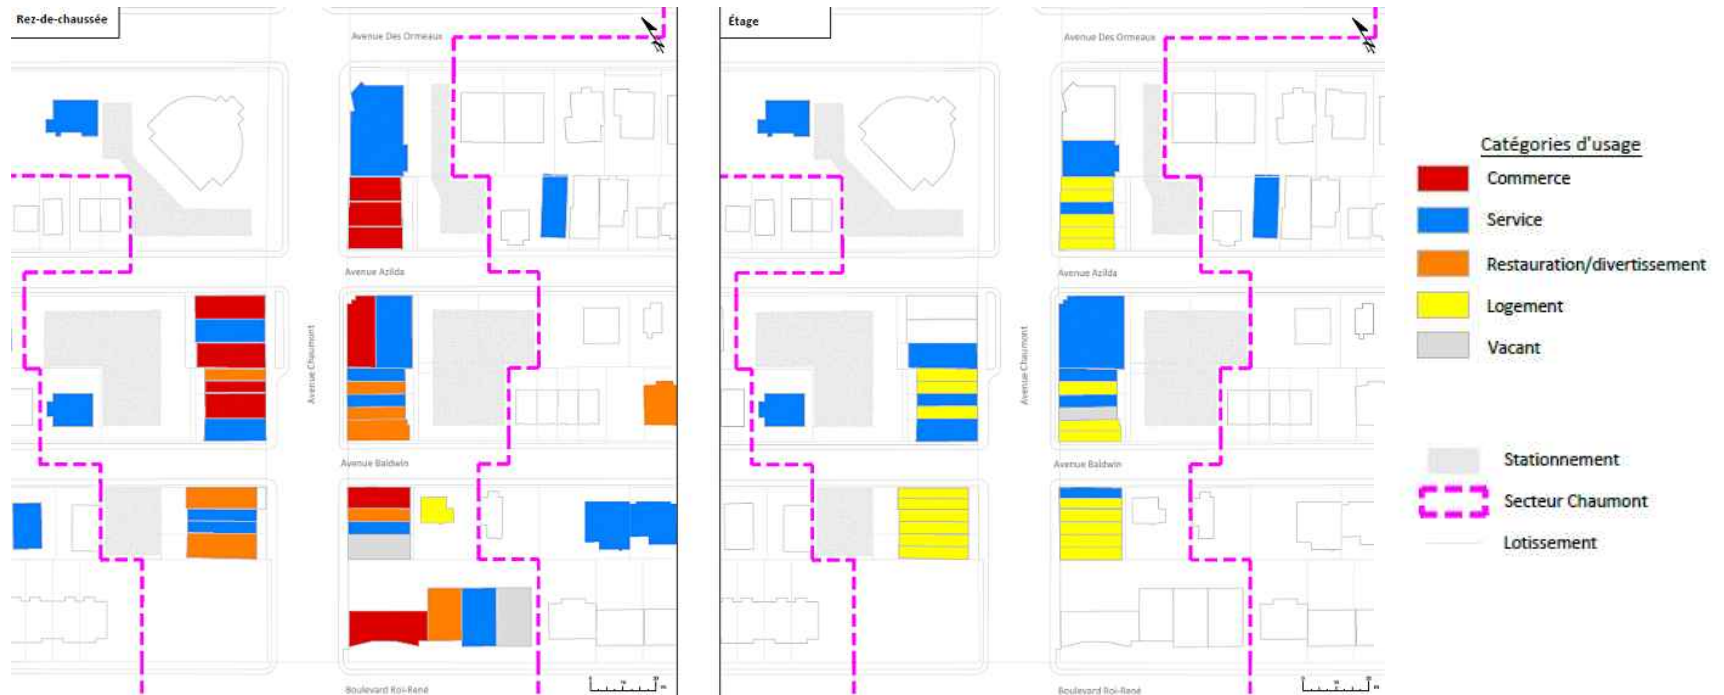 Rez-de-chaussée
Avenue Des Ormeaux
Avenue Azilda
Avenue Chaumont
Avenue Baldwin
Boulevard Roi-René
Étage
Avenue Des Ormeaux
Avenue Azilda
Avenue Chaumont
Avenue Baldwin
Boulevard Roi-René
Catégories d'usage
Commerce
Service
Restauration/divertissement
Logement
Vacant
Stationnement
Secteur Chaumont
Lotissement